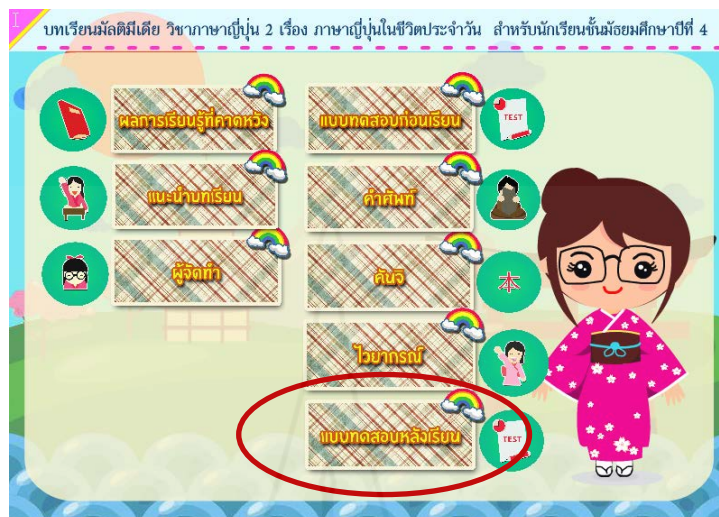 บทเรียนมัลติมีเดีย วิชาภาษาญี่ปุ่น 2 เรื่อง ภาษาญี่ปุ่นในชีวิตประจำวัน สำหรับนักเรียนชั้นมัธยมศึกษาปีที่ 4
ผลการเรียนรู้ที่คาดหวัง
แนะนำบทเรียน
ผู้จัดทำ
แบบทดสอบก่อนเรียน
TEST
คำศัพท์
คันจิ
本
ไวยากรณ์
แบบทดสอบหลังเรียน
TEST